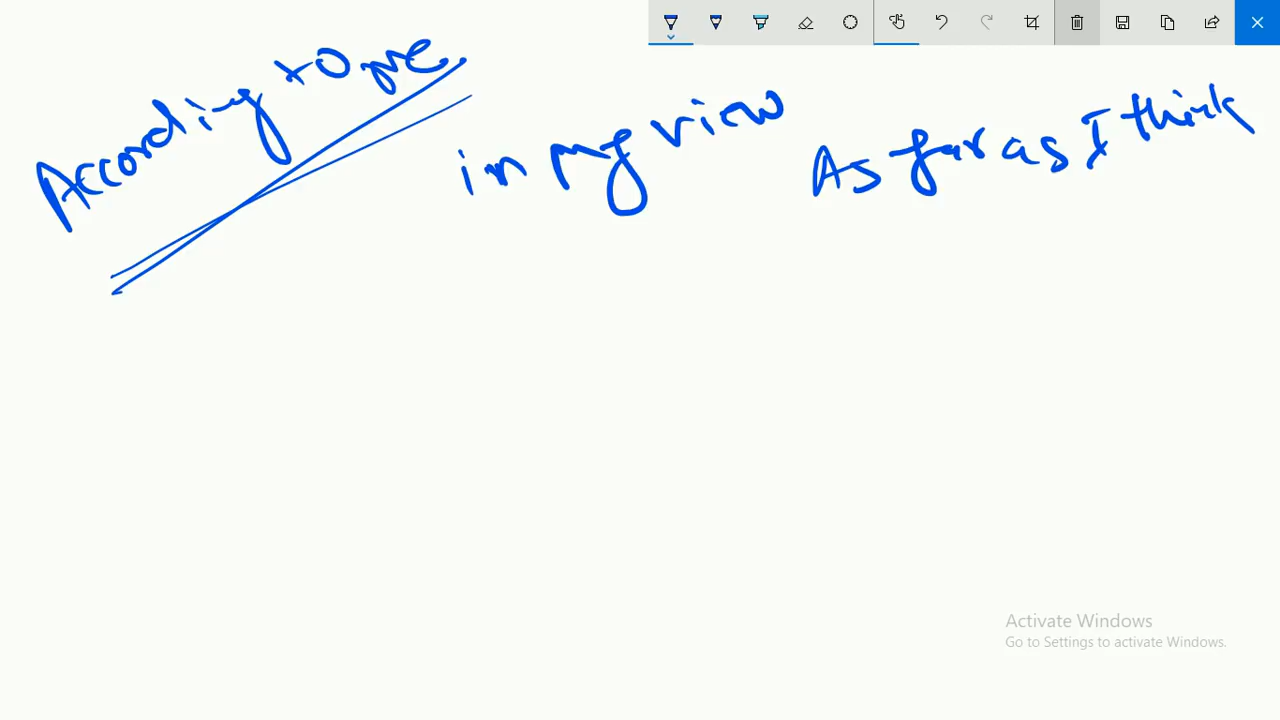 According to me
in my view
As far as I think
Activate Windows
Go to Settings to activate Windows.